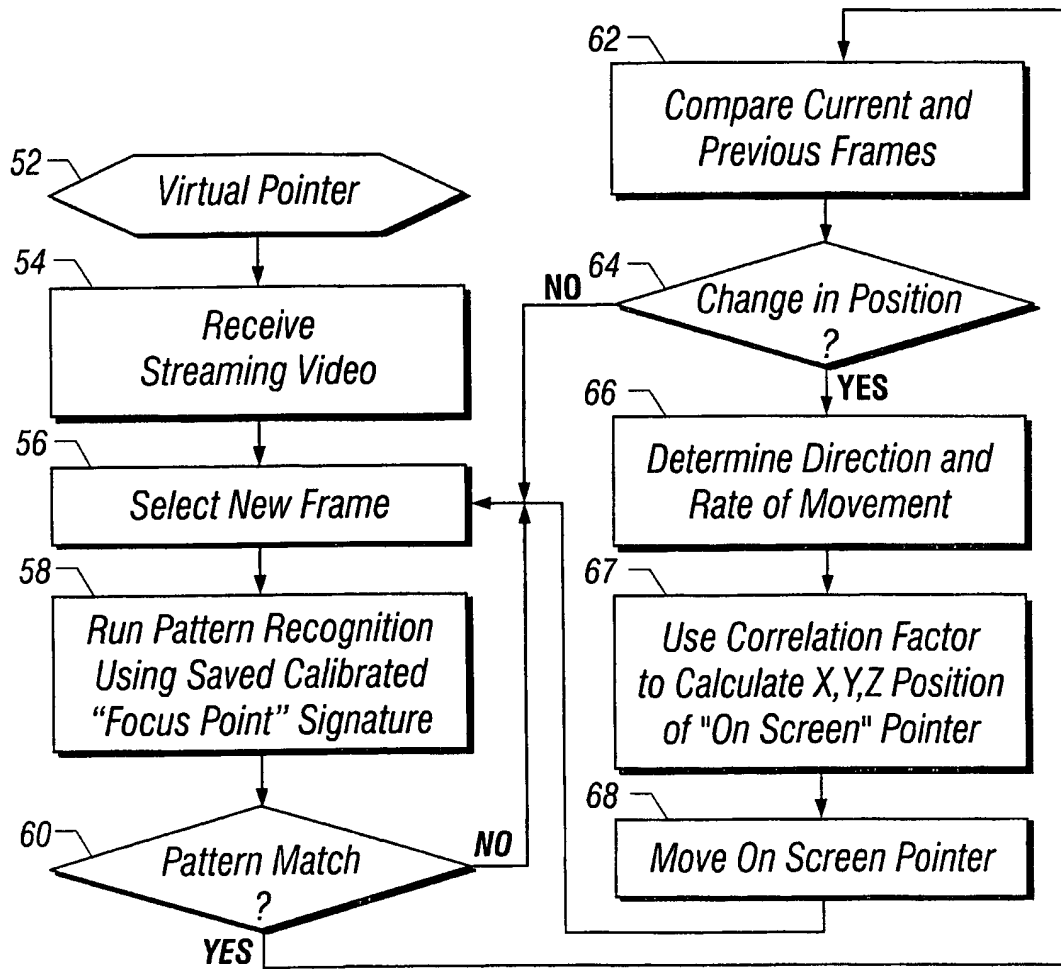 52
Virtual Pointer
54
Receive
Streaming Video
56
Select New Frame
58
Run Pattern Recognition
Using Saved Calibrated
“Focus Point” Signature
60
Pattern Match
?
NO
YES
62
Compare Current and
Previous Frames
64
NO
Change in Position
?
YES
66
Determine Direction and
Rate of Movement
67
Use Correlation Factor
to Calculate X,Y,Z Position
of "On Screen" Pointer
68
Move On Screen Pointer